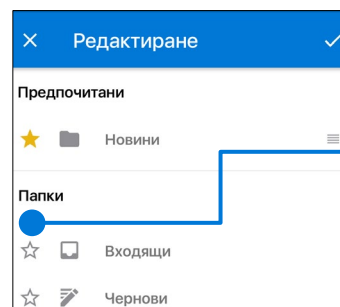 Редактиране
Предпочитани
Новини
Папки
Входящи
Чернови